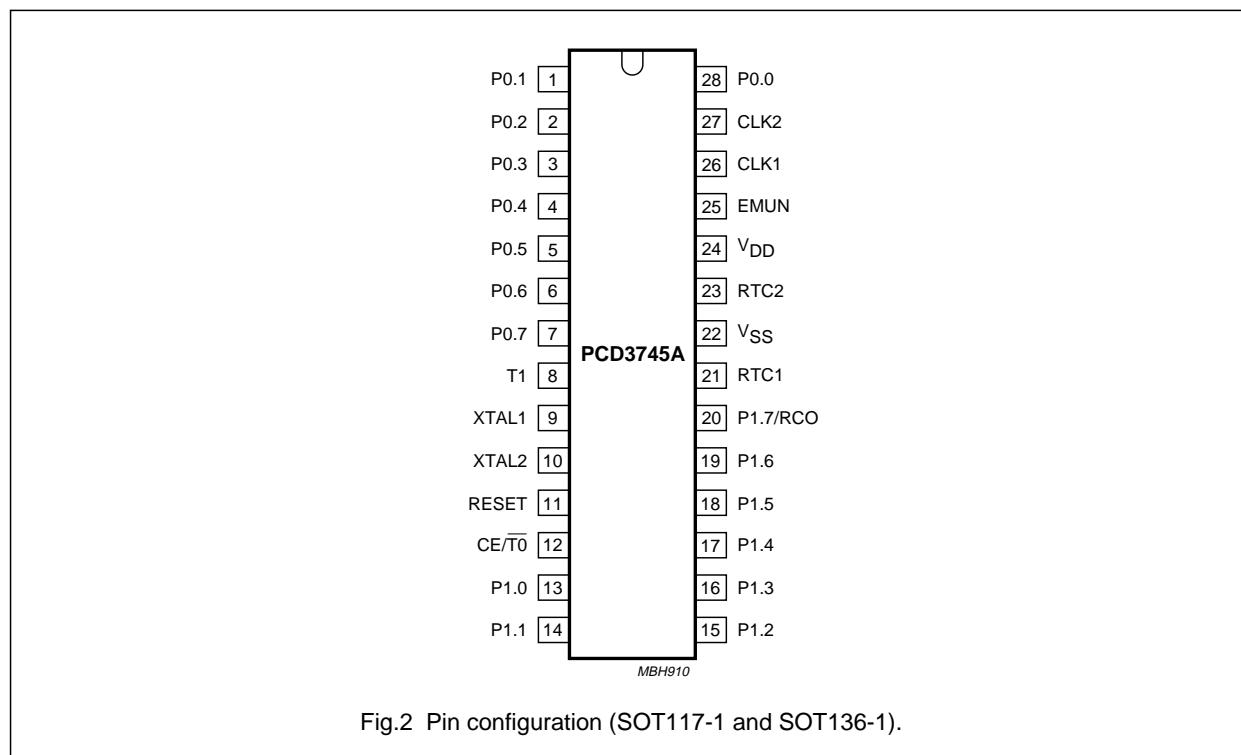 P0.1 1 28 P0.0
P0.2 2 27 CLK2
P0.3 3 26 CLK1
P0.4 4 25 EMUN
P0.5 5 24 VDD
P0.6 6 23 RTC2
P0.7 7 22 VSS
PCD3745A
T1 8 21 RTC1
XTAL1 9 20 P1.7/RCO
XTAL2 10 19 P1.6
RESET 11 18 P1.5
CE/T̅0̅ 12 17 P1.4
P1.0 13 16 P1.3
P1.1 14 15 P1.2
MBH910
Fig.2 Pin configuration (SOT117-1 and SOT136-1).